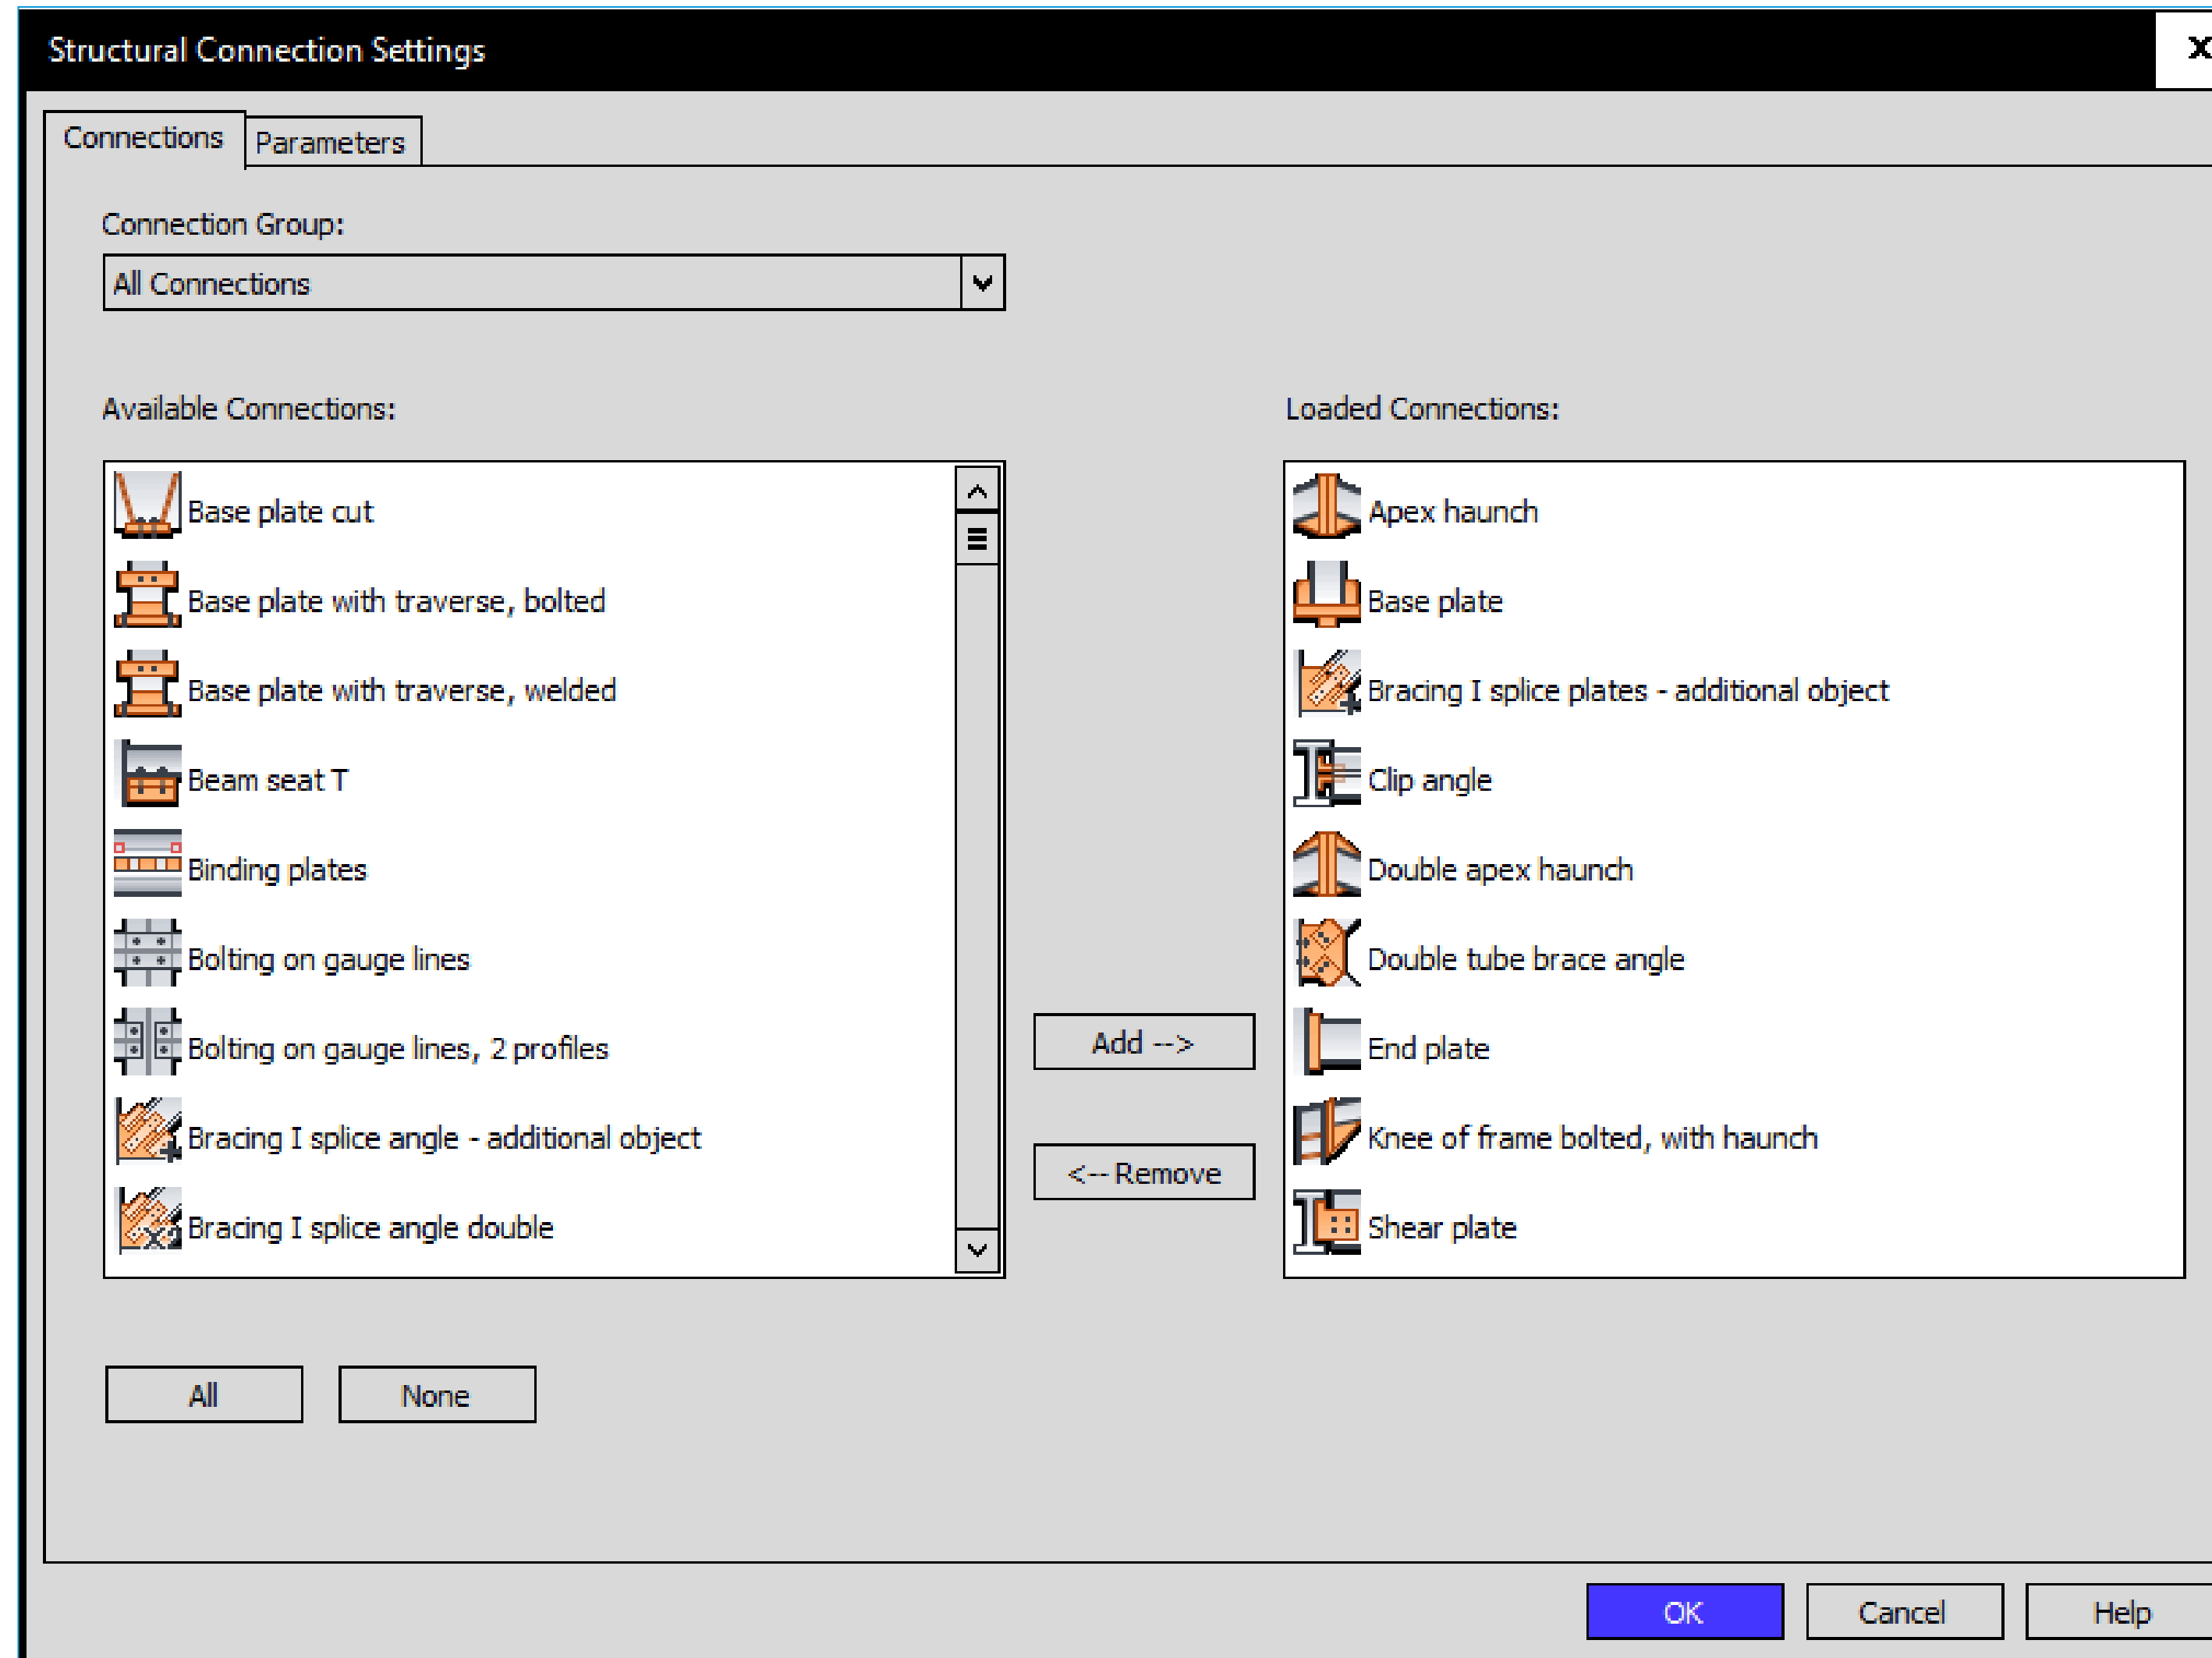 Structural Connection Settings
x
Connections
Parameters
Connection Group:
All Connections
Available Connections:
Base plate cut
Base plate with traverse, bolted
Base plate with traverse, welded
Beam seat T
Binding plates
Bolting on gauge lines
Bolting on gauge lines, 2 profiles
Bracing I splice angle - additional object
Bracing I splice angle double
Add -->
<-- Remove
Loaded Connections:
Apex haunch
Base plate
Bracing I splice plates - additional object
Clip angle
Double apex haunch
Double tube brace angle
End plate
Knee of frame bolted, with haunch
Shear plate
All
None
OK
Cancel
Help